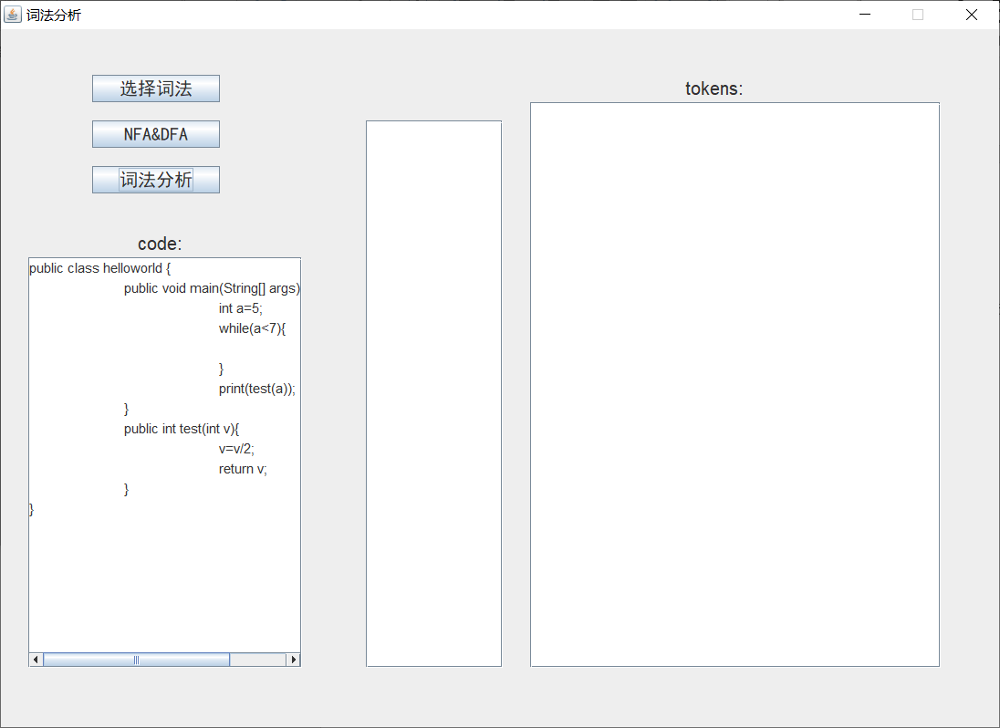 词法分析
选择词法
NFA&DFA
词法分析
code:
public class helloworld {
public void main(String[] args)
int a=5;
while(a<7){
}
print(test(a));
}
public int test(int v){
v=v/2;
return v;
}
}
tokens: